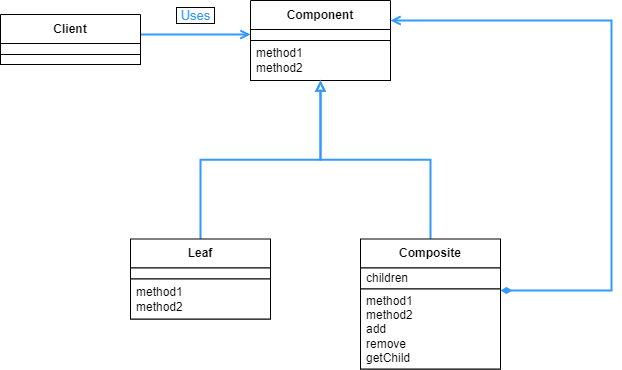 Client
Uses
Component
method1
method2
Leaf
method1
method2
Composite
children
method1
method2
add
remove
getChild